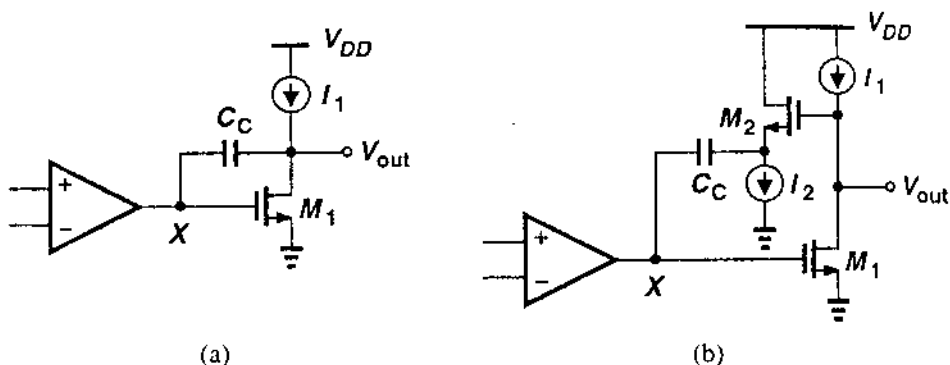 V_DD
I_1
C_C
V_out
+
−
X
M_1
(a)
V_DD
I_1
M_2
C_C
I_2
V_out
+
−
X
M_1
(b)